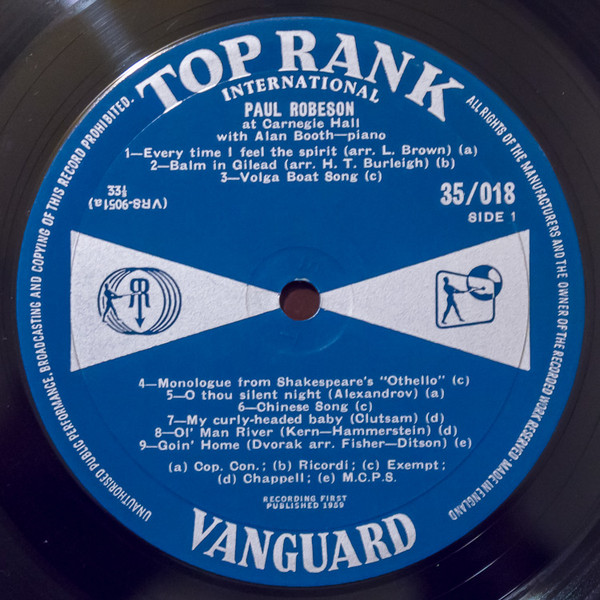 TOP RANK
INTERNATIONAL
PAUL ROBESON
at Carnegie Hall
with Alan Booth—piano
1—Every time I feel the spirit (arr. L. Brown) (a)
2—Balm in Gilead (arr. H. T. Burleigh) (b)
3—Volga Boat Song (c)
(VRS-9051a)
35/018
SIDE 1
4—Monologue from Shakespeare's "Othello" (c)
5—O thou silent night (Alexandrov) (a)
6—Chinese Song (c)
7—My curly-headed baby (Clutsam) (d)
8—Ol' Man River (Kern—Hammerstein) (d)
9—Goin' Home (Dvorak arr. Fisher—Ditson) (e)
(a) Cop. Con.; (b) Ricordi; (c) Exempt;
(d) Chappell; (e) M.C.P.S.
RECORDING FIRST
PUBLISHED 1959
VANGUARD
ALL RIGHTS OF THE MANUFACTURERS AND THE OWNER OF THE RECORDED WORK RESERVED MADE IN ENGLAND
UNAUTHORISED PUBLIC PERFORMANCE, BROADCASTING AND COPYING OF THIS RECORD PROHIBITED.